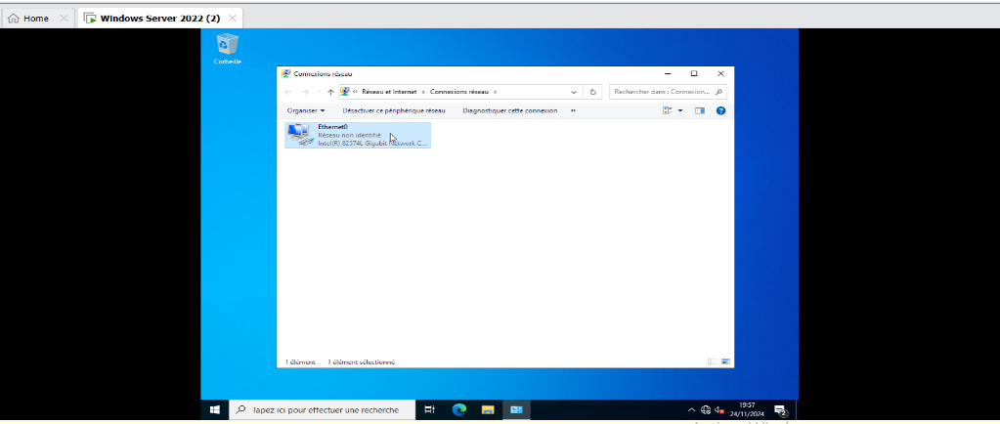 Home
Windows Server 2022 (2)
Corbeille
Connexions réseau
« Réseau et Internet > Connexions réseau >
Rechercher dans : Connexion...
Organiser
Désactiver ce périphérique réseau
Diagnostiquer cette connexion
»
Ethernet0
Réseau non identifié
Intel(R) 82574L Gigabit Network C...
1 élément
1 élément sélectionné
Tapez ici pour effectuer une recherche
19:57
24/11/2024
2